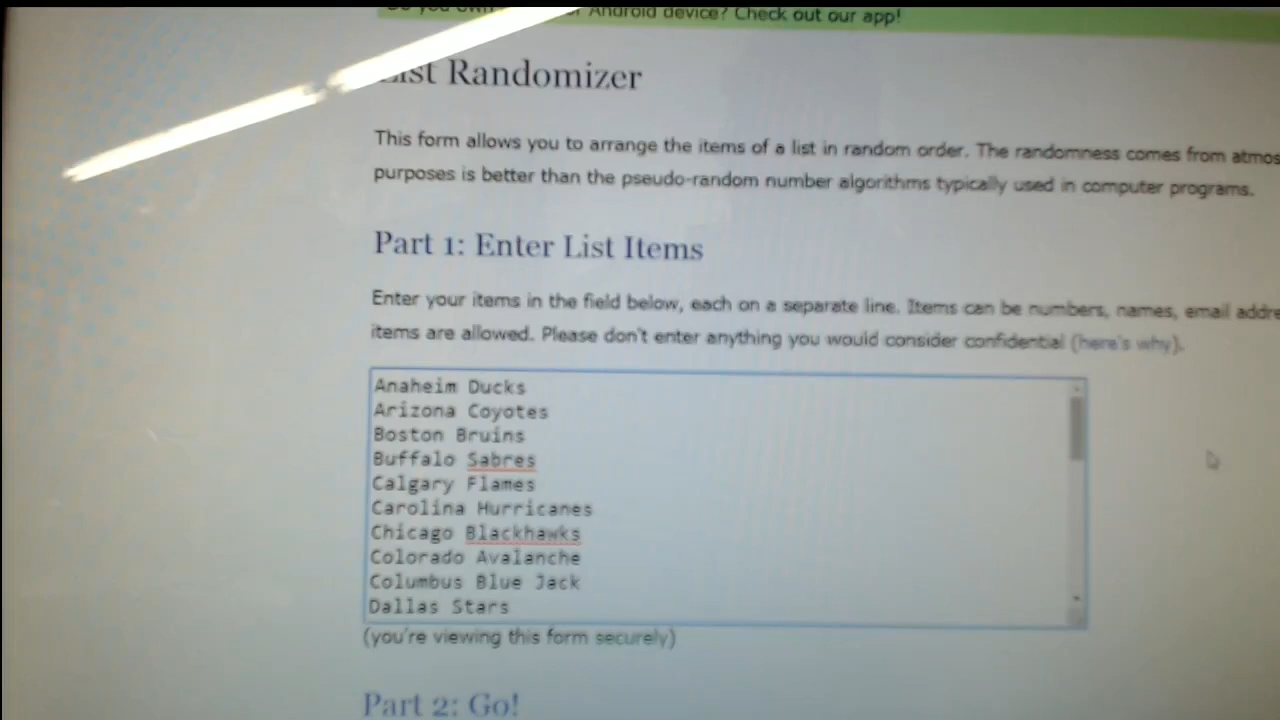 Do you own Android device? Check out our app!
List Randomizer
This form allows you to arrange the items of a list in random order. The randomness comes from atmos
purposes is better than the pseudo-random number algorithms typically used in computer programs.
Part 1: Enter List Items
Enter your items in the field below, each on a separate line. Items can be numbers, names, email addre
items are allowed. Please don't enter anything you would consider confidential (here's why).
Anaheim Ducks
Arizona Coyotes
Boston Bruins
Buffalo Sabres
Calgary Flames
Carolina Hurricanes
Chicago Blackhawks
Colorado Avalanche
Columbus Blue Jack
Dallas Stars
(you're viewing this form securely)
Part 2: Go!